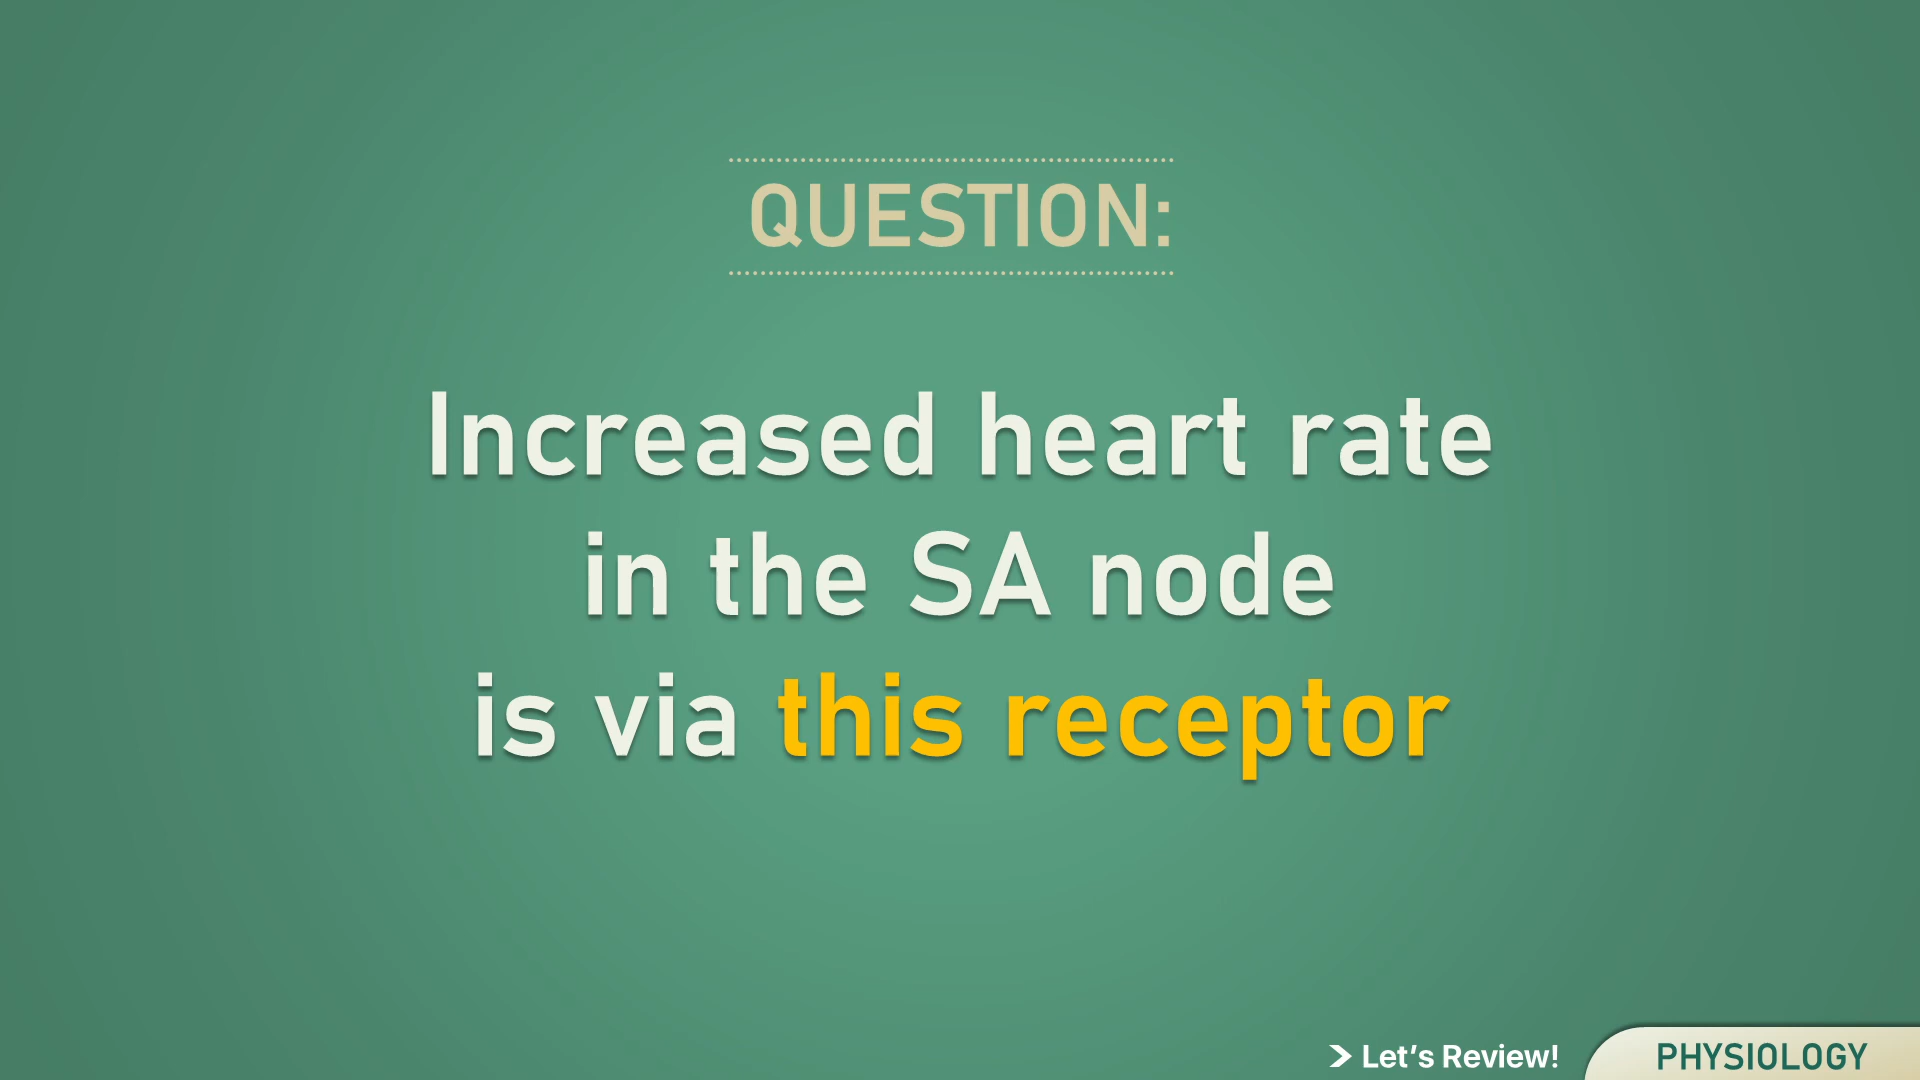 QUESTION:
Increased heart rate
in the SA node
is via this receptor
> Let's Review!
PHYSIOLOGY